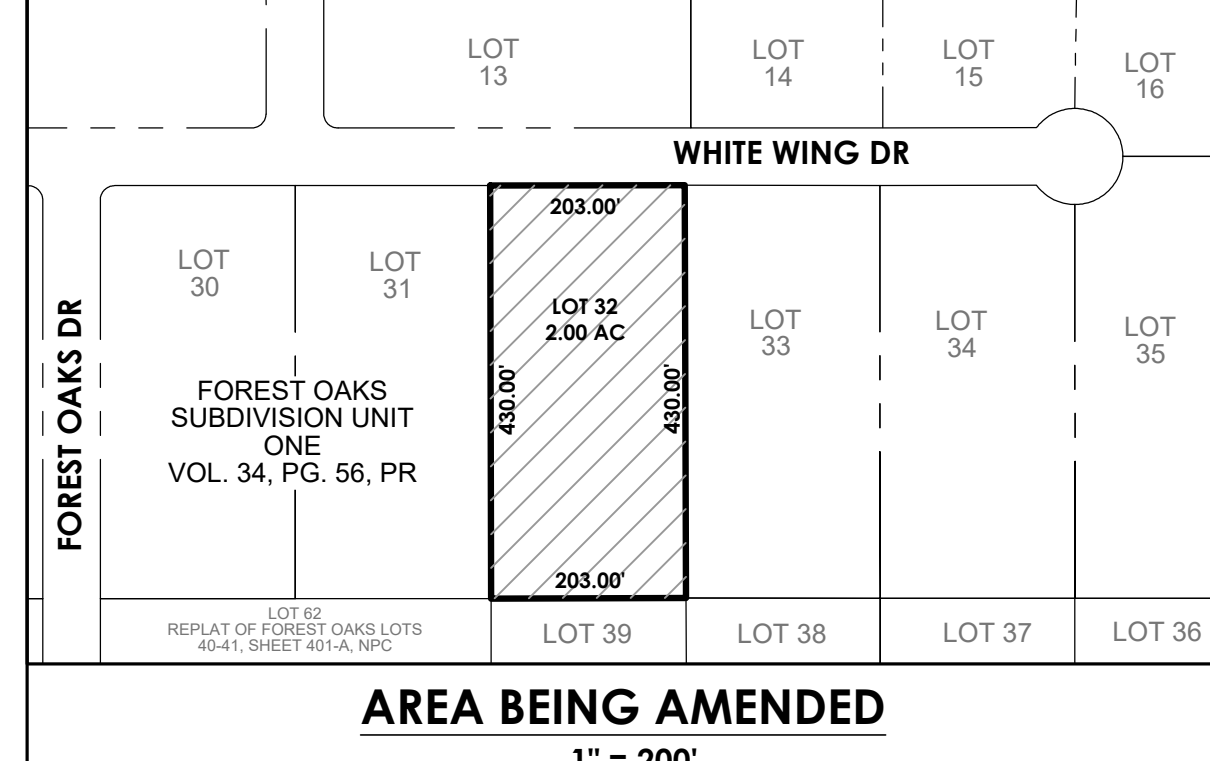 LOT
13
LOT
14
LOT
15
LOT
16
WHITE WING DR
203.00'
LOT
30
LOT
31
LOT 32
2.00 AC
LOT
33
LOT
34
LOT
35
FOREST OAKS DR
430.00'
430.00'
FOREST OAKS
SUBDIVISION UNIT
ONE
VOL. 34, PG. 56, PR
203.00'
LOT 62
REPLAT OF FOREST OAKS LOTS
40-41, SHEET 401-A, NPC
LOT 39
LOT 38
LOT 37
LOT 36
AREA BEING AMENDED
1" = 200'